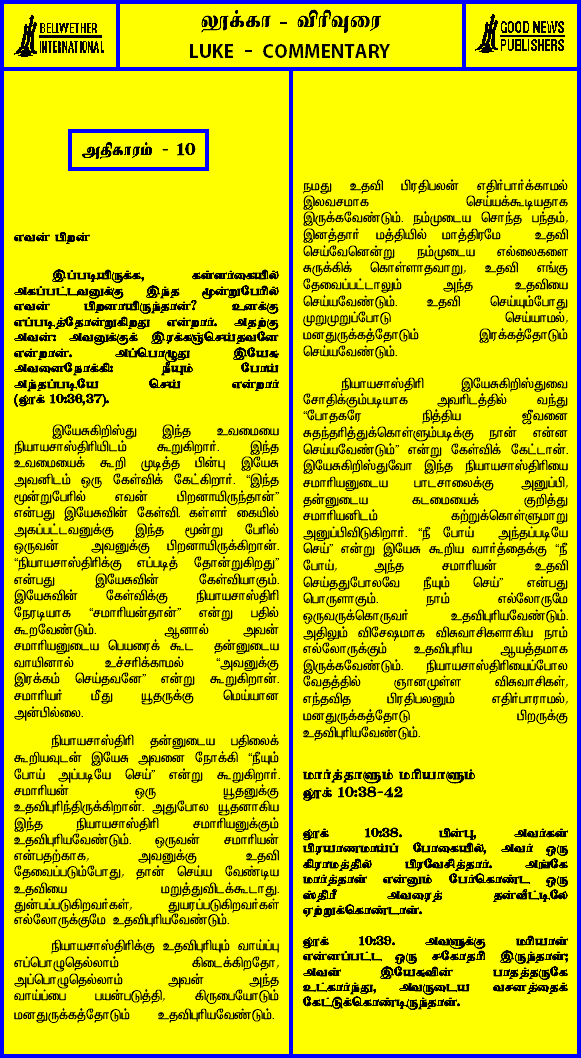 BELLWETHER
INTERNATIONAL
லூக்கா - விரிவுரை
LUKE - COMMENTARY
GOOD NEWS
PUBLISHERS
அதிகாரம் - 10
எவன் பிறன்
இப்படியிருக்க, கள்ளர்கையில்
அகப்பட்டவனுக்கு இந்த மூன்றுபேரில்
எவன் பிறனாயிருந்தான்? உனக்கு
எப்படித்தோன்றுகிறது என்றார். அதற்கு
அவன்: அவனுக்குக் இரக்கஞ்செய்தவனே
என்றான். அப்பொழுது இயேசு
அவனைநோக்கி: நீயும் போய்
அந்தப்படியே செய் என்றார்
(லூக் 10:36,37).
இயேசுகிறிஸ்து இந்த உவமையை
நியாயசாஸ்திரியிடம் கூறுகிறார். இந்த
உவமையைக் கூறி முடித்த பின்பு இயேசு
அவனிடம் ஒரு கேள்விக் கேட்கிறார். “இந்த
மூன்றுபேரில் எவன் பிறனாயிருந்தான்”
என்பது இயேசுவின் கேள்வி. கள்ளர் கையில்
அகப்பட்டவனுக்கு இந்த மூன்று பேரில்
ஒருவன் அவனுக்கு பிறனாயிருக்கிறான்.
“நியாயசாஸ்திரிக்கு எப்படித் தோன்றுகிறது”
என்பது இயேசுவின் கேள்வியாகும்.
இயேசுவின் கேள்விக்கு நியாயசாஸ்திரி
நேரடியாக “சமாரியன்தான்” என்று பதில்
கூறவேண்டும். ஆனால் அவன்
சமாரியனுடைய பெயரைக் கூட தன்னுடைய
வாயினால் உச்சரிக்காமல் “அவனுக்கு
இரக்கம் செய்தவனே” என்று கூறுகிறான்.
சமாரியர் மீது யூதருக்கு மெய்யான
அன்பில்லை.
நியாயசாஸ்திரி தன்னுடைய பதிலைக்
கூறியவுடன் இயேசு அவனை நோக்கி “நீயும்
போய் அப்படியே செய்” என்று கூறுகிறார்.
சமாரியன் ஒரு யூதனுக்கு
உதவிபுரிந்திருக்கிறான். அதுபோல யூதனாகிய
இந்த நியாயசாஸ்திரி சமாரியனுக்கும்
உதவிபுரியவேண்டும். ஒருவன் சமாரியன்
என்பதற்காக, அவனுக்கு உதவி
தேவைப்படும்போது, தான் செய்ய வேண்டிய
உதவியை மறுத்துவிடக்கூடாது.
துன்பப்படுகிறவர்கள், துயரப்படுகிறவர்கள்
எல்லோருக்குமே உதவிபுரியவேண்டும்.
நியாயசாஸ்திரிக்கு உதவிபுரியும் வாய்ப்பு
எப்பொழுதெல்லாம் கிடைக்கிறதோ,
அப்பொழுதெல்லாம் அவன் அந்த
வாய்ப்பை பயன்படுத்தி, கிருபையோடும்
மனதுருக்கத்தோடும் உதவிபுரியவேண்டும்.
நமது உதவி பிரதிபலன் எதிர்பார்க்காமல்
இலவசமாக செய்யக்கூடியதாக
இருக்கவேண்டும். நம்முடைய சொந்த பந்தம்,
இனத்தார் மத்தியில் மாத்திரமே உதவி
செய்வேனென்று நம்முடைய எல்லைகளை
சுருக்கிக் கொள்ளாதவாறு, உதவி எங்கு
தேவைப்பட்டாலும் அந்த உதவியை
செய்யவேண்டும். உதவி செய்யும்போது
முறுமுறுப்போடு செய்யாமல்,
மனதுருக்கத்தோடும் இரக்கத்தோடும்
செய்யவேண்டும்.
நியாயசாஸ்திரி இயேசுகிறிஸ்துவை
சோதிக்கும்படியாக அவரிடத்தில் வந்து
“போதகரே நித்திய ஜீவனை
சுதந்தரித்துக்கொள்ளும்படிக்கு நான் என்ன
செய்யவேண்டும்” என்று கேள்விக் கேட்டான்.
இயேசுகிறிஸ்துவோ இந்த நியாயசாஸ்திரியை
சமாரியனுடைய பாடசாலைக்கு அனுப்பி,
தன்னுடைய கடமையைக் குறித்து
சமாரியனிடம் கற்றுக்கொள்ளுமாறு
அனுப்பிவிடுகிறார். “நீ போய் அந்தப்படியே
செய்” என்று இயேசு கூறிய வார்த்தைக்கு “நீ
போய், அந்த சமாரியன் உதவி
செய்ததுபோலவே நீயும் செய்” என்பது
பொருளாகும். நாம் எல்லோருமே
ஒருவருக்கொருவர் உதவிபுரியவேண்டும்.
அதிலும் விசேஷமாக விசுவாசிகளாகிய நாம்
எல்லோருக்கும் உதவிபுரிய ஆயத்தமாக
இருக்கவேண்டும். நியாயசாஸ்திரியைப்போல
வேதத்தில் ஞானமுள்ள விசுவாசிகள்,
எந்தவித பிரதிபலனும் எதிர்பாராமல்,
மனதுருக்கத்தோடு பிறருக்கு
உதவிபுரியவேண்டும்.
மார்த்தாளும் மரியாளும்
லூக் 10:38-42
லூக் 10:38. பின்பு அவர்கள்
பிரயாணமாய்ப் போகையில், அவர் ஒரு
கிராமத்தில் பிரவேசித்தார். அங்கே
மார்த்தாள் என்னும் பேர்கொண்ட ஒரு
ஸ்திரீ அவரைத் தன்வீட்டிலே
ஏற்றுக்கொண்டாள்.
லூக் 10:39. அவளுக்கு மரியாள்
என்னப்பட்ட ஒரு சகோதரி இருந்தாள்;
அவள் இயேசுவின் பாதத்தருகே
உட்கார்ந்து, அவருடைய வசனத்தைக்
கேட்டுக்கொண்டிருந்தாள்.